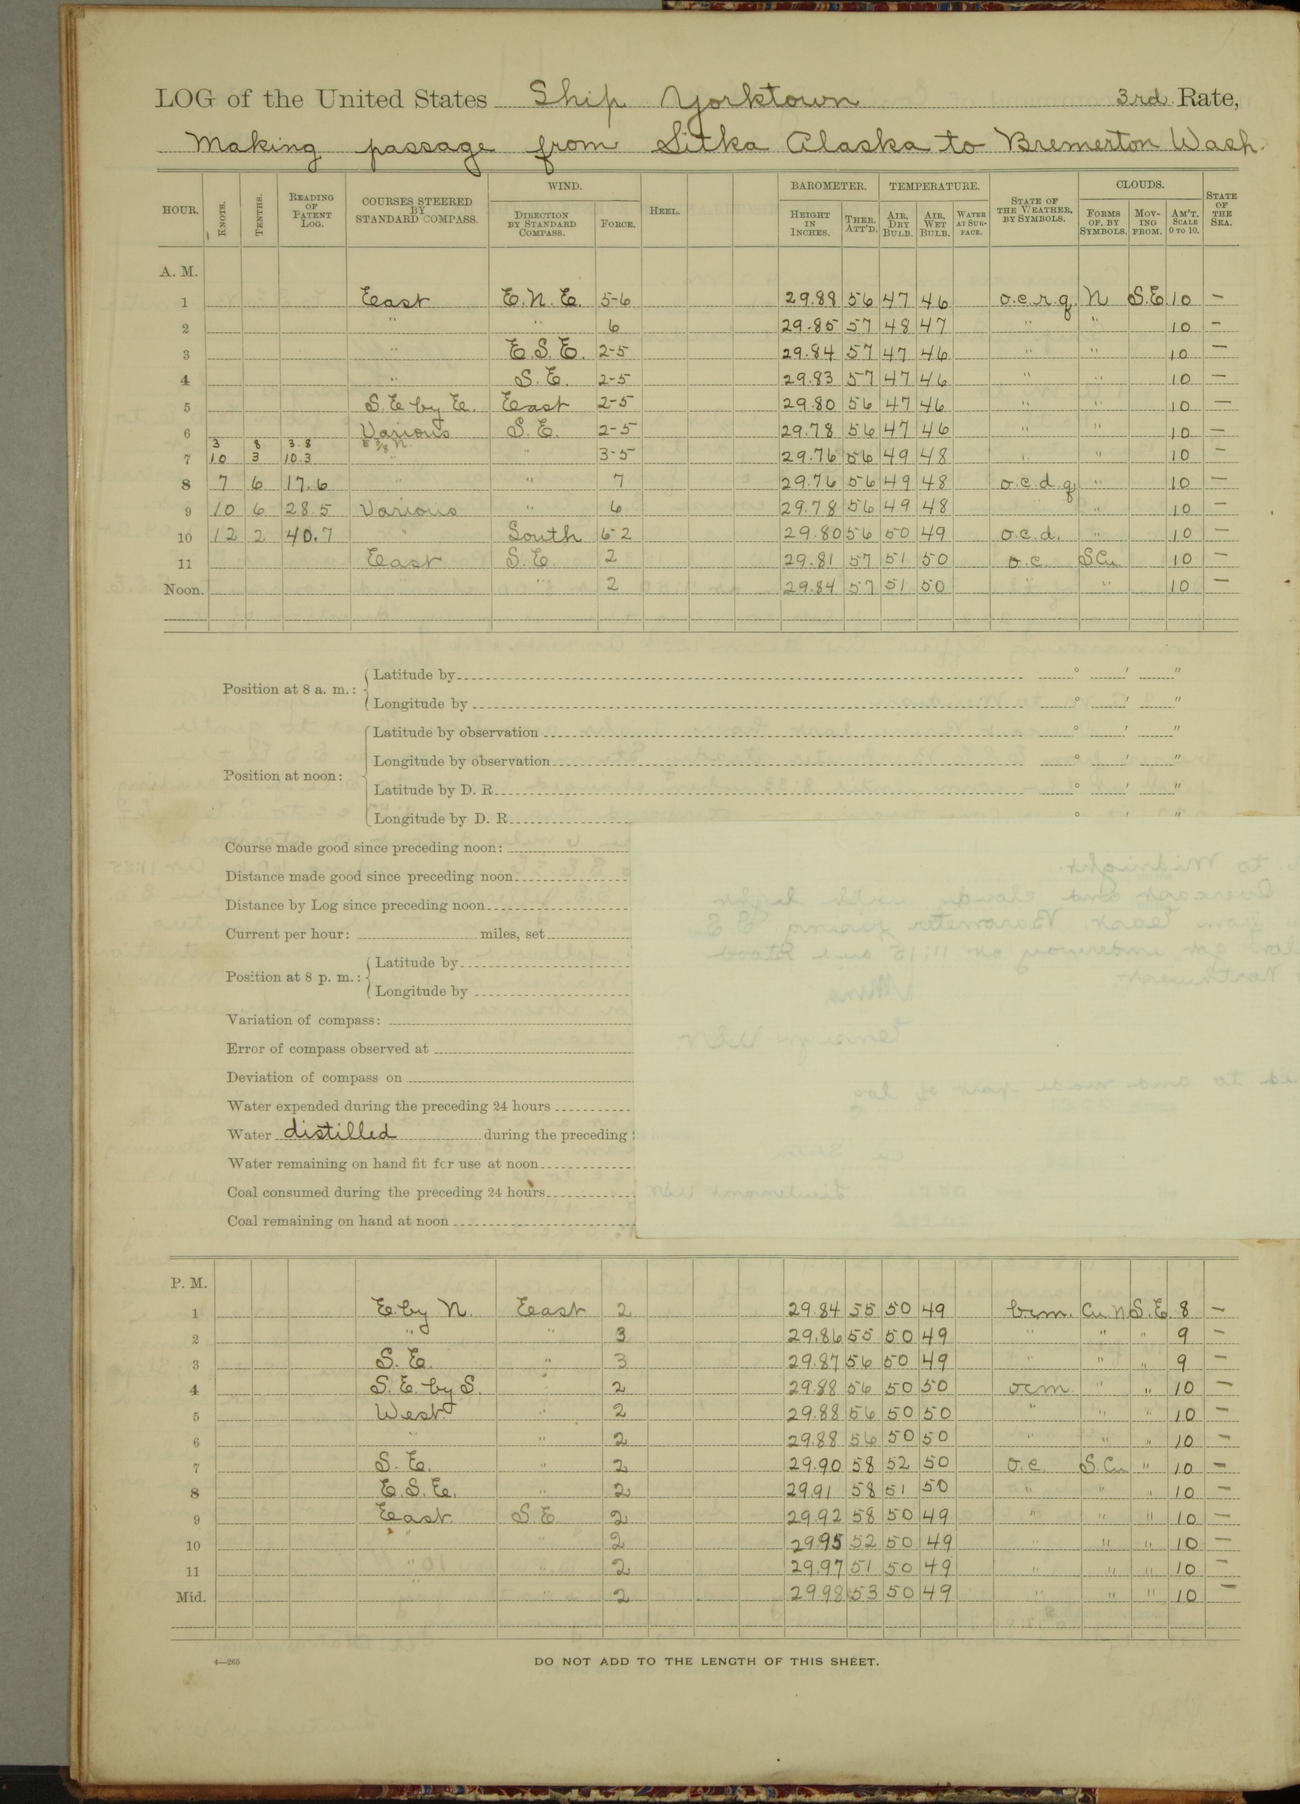 LOG of the United States Ship Yorktown 3rd Rate,
Making passage from Sitka Alaska to Bremerton Wash.
HOUR. KNOTS. TENTHS. READING OF PATENT LOG. COURSES STEERED BY STANDARD COMPASS. WIND. DIRECTION BY STANDARD COMPASS. FORCE. HEEL. BAROMETER. HEIGHT IN INCHES. THER. ATT'D. TEMPERATURE. AIR, DRY BULB. AIR, WET BULB. WATER AT SURFACE. STATE OF THE WEATHER, BY SYMBOLS. CLOUDS. FORMS OF, BY SYMBOLS. MOVING FROM. AM'T. SCALE 0 TO 10. STATE OF THE SEA.
A. M.
1 East E.N.E. 5-6 29.88 56 47 46 o.c.r.q. N S.E. 10 —
2 " " 6 29.85 57 48 47 " " 10 —
3 " E.S.E. 2-5 29.84 57 47 46 " " 10 —
4 " S.E. 2-5 29.83 57 47 46 " " 10 —
5 S.E. by E. East 2-5 29.80 56 47 46 " " 10 —
6 Various S.E. 2-5 29.78 56 47 46 " " 10 —
3 8 3.8
7 10 3 10.3 " " 3-5 29.76 56 49 48 " " 10 —
8 7 6 17.6 " " 7 29.76 56 49 48 o.c.d.q " 10 —
9 10 6 28.5 Various " 6 29.78 56 49 48 " 10 —
10 12 2 40.7 " South 6-2 29.80 56 50 49 o.c.d. " 10 —
11 East S.E. 2 29.81 57 51 50 o.c. S.Cu. 10 —
Noon. " " 2 29.84 57 51 50 " " 10 —
Position at 8 a. m.: Latitude by ° ' "
Longitude by ° ' "
Position at noon: Latitude by observation ° ' "
Longitude by observation ° ' "
Latitude by D. R. ° ' "
Longitude by D. R. ° ' "
Course made good since preceding noon:
Distance made good since preceding noon
Distance by Log since preceding noon
Current per hour: miles, set
Position at 8 p. m.: Latitude by
Longitude by
Variation of compass:
Error of compass observed at
Deviation of compass on
Water expended during the preceding 24 hours
Water distilled during the preceding
Water remaining on hand fit for use at noon
Coal consumed during the preceding 24 hours
Coal remaining on hand at noon
P. M.
1 E. by N. East 2 29.84 55 50 49 b.c.m. Cu N S.E. 8 —
2 " " 3 29.86 55 50 49 " " " 9 —
3 S. E. " 3 29.87 56 50 49 " " " 9 —
4 S. E. by S. " 2 29.88 56 50 50 o.c.m. " " 10 —
5 West " 2 29.88 56 50 50 " " " 10 —
6 " " 2 29.88 56 50 50 " " " 10 —
7 S. E. " 2 29.90 58 52 50 o.c. S.Cu. " 10 —
8 E.S.E. " 2 29.91 58 51 50 " " " 10 —
9 East S.E. 2 29.92 58 50 49 " " " 10 —
10 " " 2 29.95 52 50 49 " " " 10 —
11 " " 2 29.97 51 50 49 " " " 10 —
Mid. " " 2 29.98 53 50 49 " " " 10 —
4—265 DO NOT ADD TO THE LENGTH OF THIS SHEET.